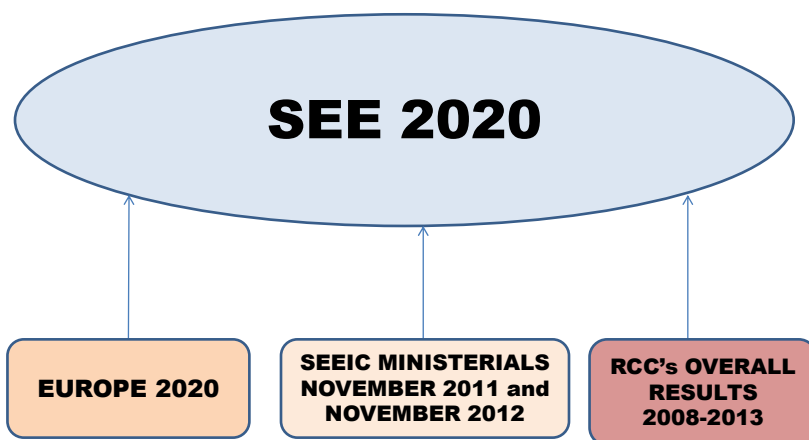 SEE 2020
EUROPE 2020
SEEIC MINISTERIALS
NOVEMBER 2011 and
NOVEMBER 2012
RCC’s OVERALL
RESULTS
2008-2013